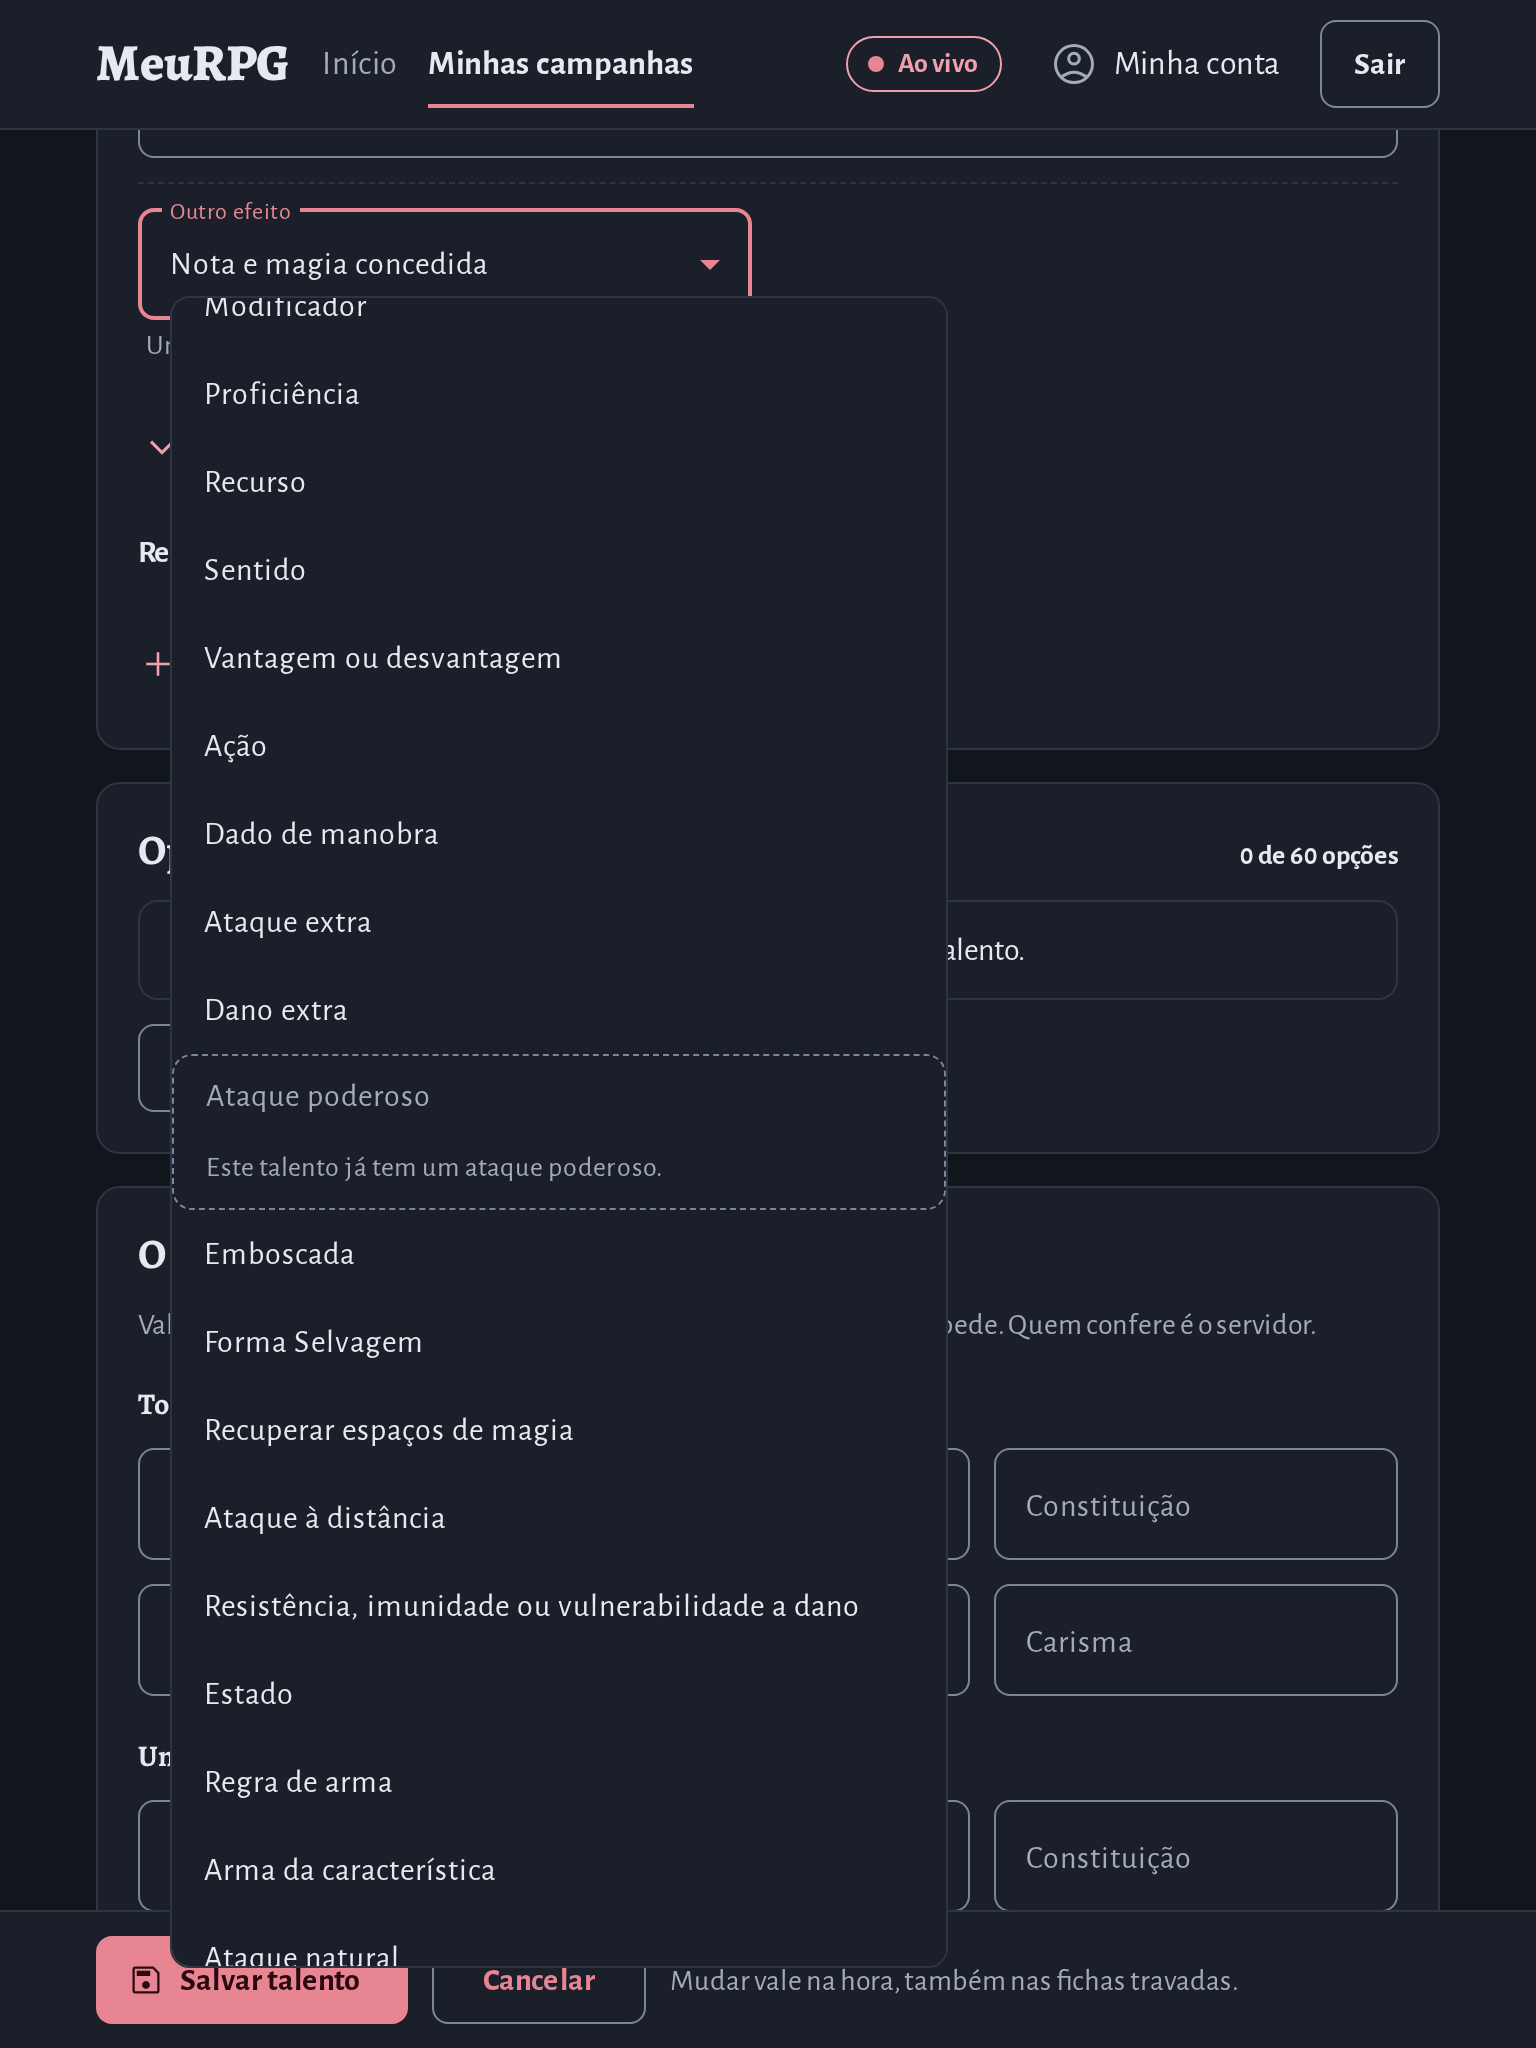 MeuRPG Início Minhas campanhas Ao vivo Minha conta Sair
Outro efeito
Nota e magia concedida
Modificador
Proficiência
Recurso
Sentido
Vantagem ou desvantagem
Ação
Dado de manobra
0 de 60 opções
Ataque extra
alento.
Dano extra
Ataque poderoso
Este talento já tem um ataque poderoso.
Emboscada
Forma Selvagem
pede. Quem confere é o servidor.
Recuperar espaços de magia
Ataque à distância
Constituição
Resistência, imunidade ou vulnerabilidade a dano
Carisma
Estado
Regra de arma
Arma da característica
Constituição
Ataque natural
Salvar talento Cancelar Mudar vale na hora, também nas fichas travadas.